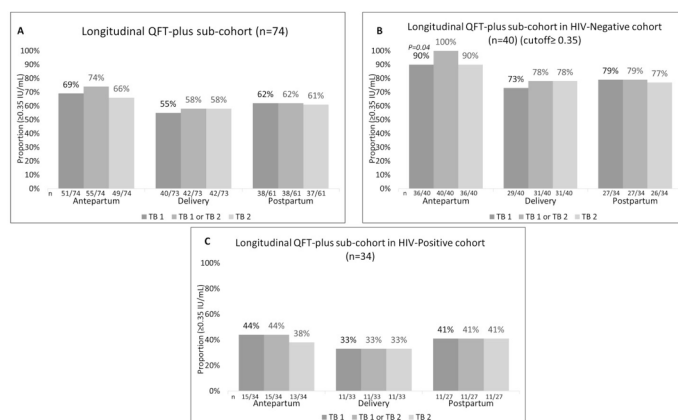 A
Longitudinal QFT-plus sub-cohort (n=74)
Proportion (≥0.35 IU/mL)
100%
90%
80%
70%
60%
50%
40%
30%
20%
10%
0%
69% 74% 66% 55% 58% 58% 62% 62% 61%
n 51/74 55/74 49/74 40/73 42/73 42/73 38/61 38/61 37/61
Antepartum Delivery Postpartum
TB 1 TB 1 or TB 2 TB 2
B
Longitudinal QFT-plus sub-cohort in HIV-Negative cohort
(n=40) (cutoff≥ 0.35)
Proportion (≥0.35 IU/mL)
100%
90%
80%
70%
60%
50%
40%
30%
20%
10%
0%
P=0.04
90% 100% 90% 73% 78% 78% 79% 79% 77%
n 36/40 40/40 36/40 29/40 31/40 31/40 27/34 27/34 26/34
Antepartum Delivery Postpartum
TB 1 TB 1 or TB 2 TB 2
C
Longitudinal QFT-plus sub-cohort in HIV-Positive cohort
(n=34)
Proportion (≥0.35 IU/mL)
100%
80%
60%
40%
20%
0%
44% 44% 38% 33% 33% 33% 41% 41% 41%
n 15/34 15/34 13/34 11/33 11/33 11/33 11/27 11/27 11/27
Antepartum Delivery Postpartum
TB 1 TB 1 or TB 2 TB 2